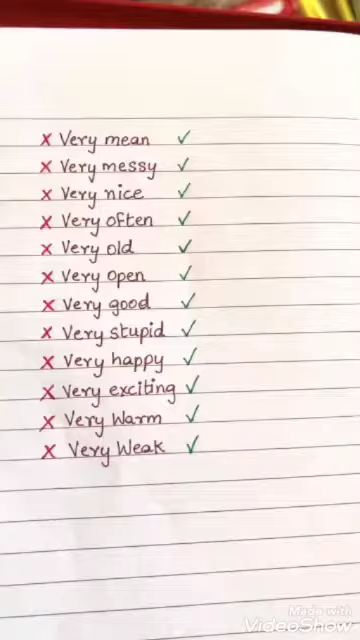 ✗ Very mean ✓
✗ Very messy ✓
✗ Very nice ✓
✗ Very often ✓
✗ Very old ✓
✗ Very open ✓
✗ Very good ✓
✗ Very stupid ✓
✗ Very happy ✓
✗ Very exciting ✓
✗ Very Warm ✓
✗ Very Weak ✓
Made with
VideoShow